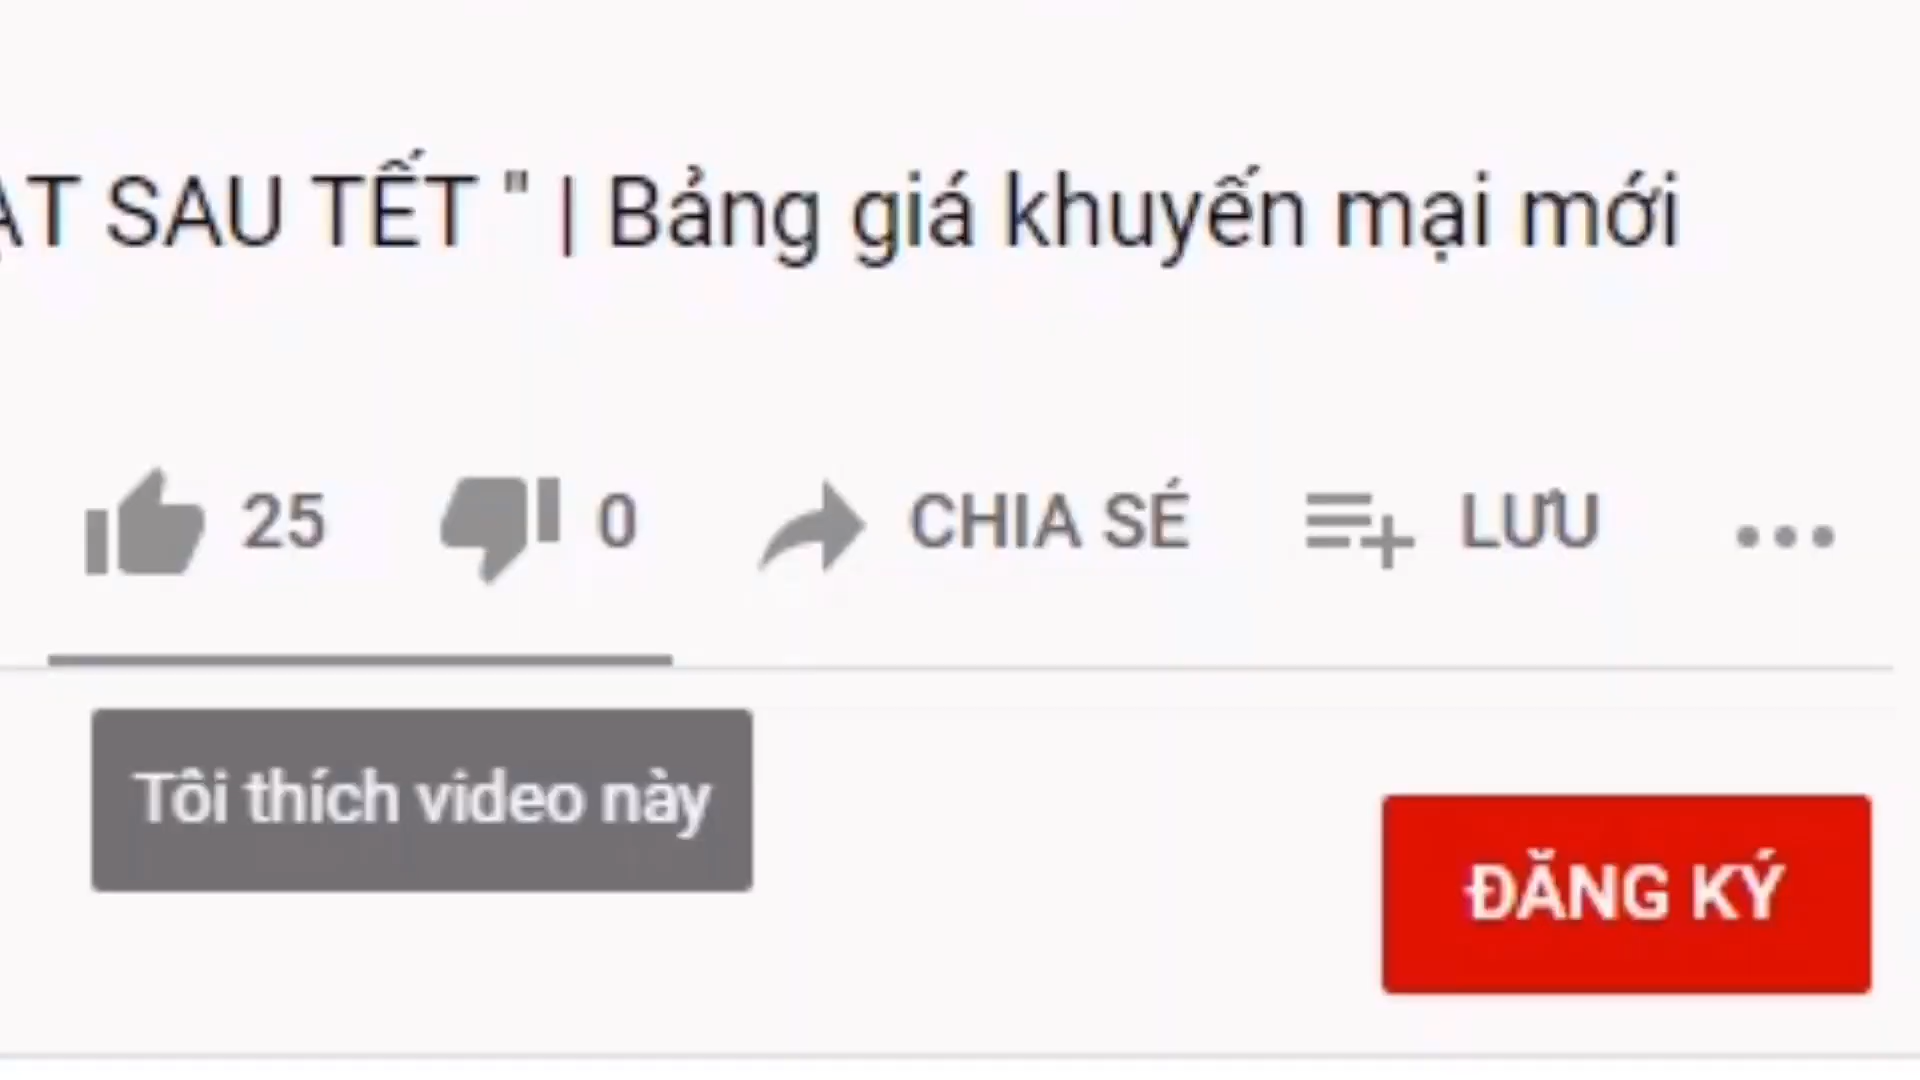 SAU TẾT " | Bảng giá khuyến mại mới
25 0 CHIA SẺ LƯU
Tôi thích video này
ĐĂNG KÝ